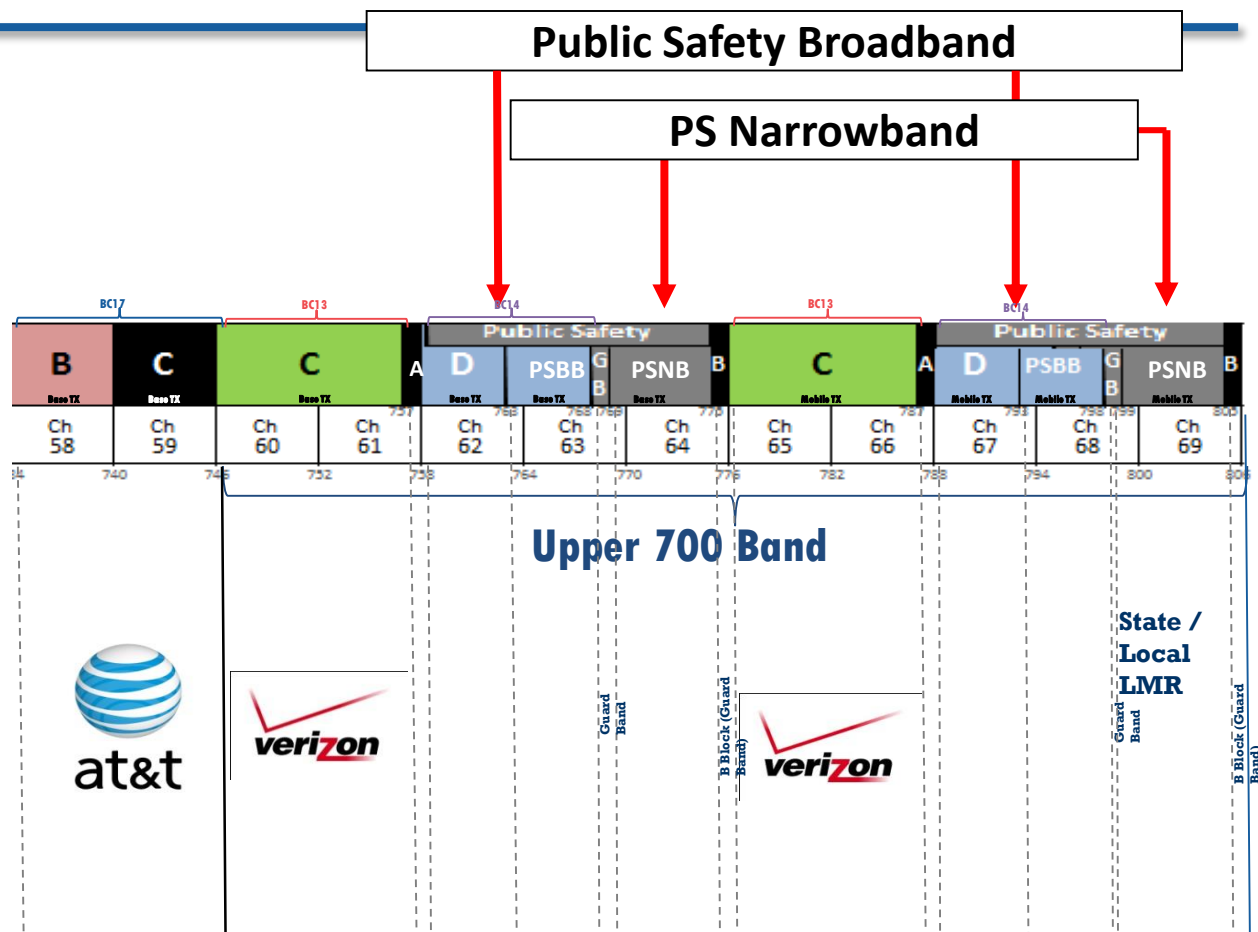 Public Safety Broadband
PS Narrowband
BC17 BC13 BC14 BC13 BC14
Public Safety Public Safety
B C C A D PSBB GB PSNB B C A D PSBB GB PSNB B
Base TX Base TX Base TX Base TX Base TX Base TX Mobile TX Mobile TX Mobile TX Mobile TX
757 763 768 769 775 787 793 798 799 805
Ch Ch Ch Ch Ch Ch Ch Ch Ch Ch Ch Ch
58 59 60 61 62 63 64 65 66 67 68 69
740 746 752 758 764 770 776 782 788 794 800 806
Upper 700 Band
State /
Local
LMR
at&t
verizon
Guard
Band
B Block (Guard
Band)
verizon
Guard
Band
B Block (Guard
Band)